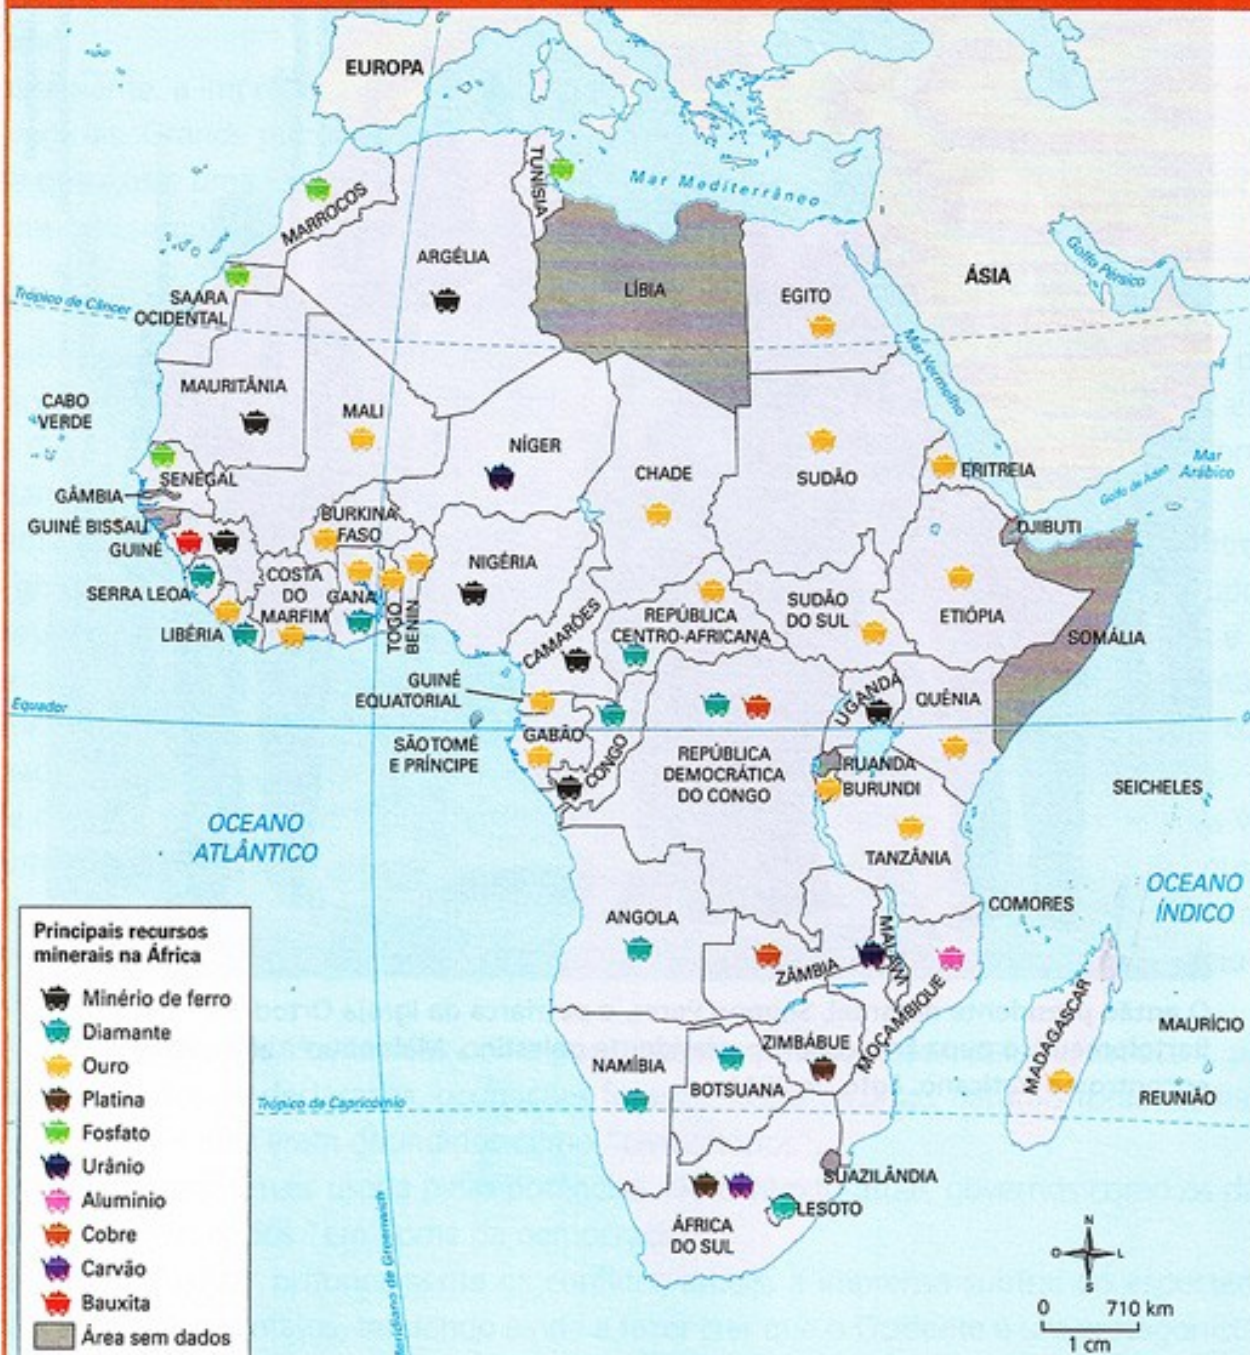 EUROPA
Mar Mediterrâneo
TUNÍSIA
MARROCOS
ARGÉLIA
LÍBIA
EGITO
ÁSIA
Golfo Pérsico
SAARA
OCIDENTAL
Trópico de Câncer
Mar Vermelho
CABO
VERDE
MAURITÂNIA
MALI
NÍGER
CHADE
SUDÃO
ERITREIA
Mar
Arábico
Golfo de Áden
SENEGAL
GÂMBIA
GUINÉ BISSAU
GUINÉ
BURKINA
FASO
DJIBUTI
NIGÉRIA
SERRA LEOA
COSTA
DO
MARFIM
GANA
TOGO
BENIN
LIBÉRIA
CAMARÕES
REPÚBLICA
CENTRO-AFRICANA
SUDÃO
DO SUL
ETIÓPIA
SOMÁLIA
GUINÉ
EQUATORIAL
UGANDA
QUÊNIA
Equador
0
SÃO TOMÉ
E PRÍNCIPE
GABÃO
CONGO
REPÚBLICA
DEMOCRÁTICA
DO CONGO
RUANDA
BURUNDI
SEICHELES
TANZÂNIA
OCEANO
ATLÂNTICO
COMORES
OCEANO
ÍNDICO
ANGOLA
ZÂMBIA
MALAWI
MOÇAMBIQUE
MADAGASCAR
MAURÍCIO
REUNIÃO
NAMÍBIA
ZIMBÁBUE
BOTSUANA
Trópico de Capricórnio
SUAZILÂNDIA
LESOTO
ÁFRICA
DO SUL
Meridiano de Greenwich
Principais recursos
minerais na África
Minério de ferro
Diamante
Ouro
Platina
Fosfato
Urânio
Alumínio
Cobre
Carvão
Bauxita
Área sem dados
N
O
L
S
0 710 km
1 cm